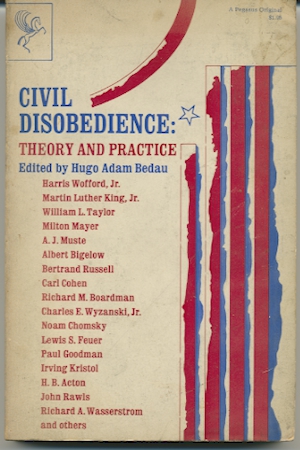 A Pegasus Original
CIVIL
DISOBEDIENCE:
THEORY AND PRACTICE
Edited by Hugo Adam Bedau
Harris Wofford, Jr.
Martin Luther King, Jr.
William L. Taylor
Milton Mayer
A. J. Muste
Albert Bigelow
Bertrand Russell
Carl Cohen
Richard M. Boardman
Charles E. Wyzanski, Jr.
Noam Chomsky
Lewis S. Feuer
Paul Goodman
Irving Kristol
H. B. Acton
John Rawls
Richard A. Wasserstrom
and others